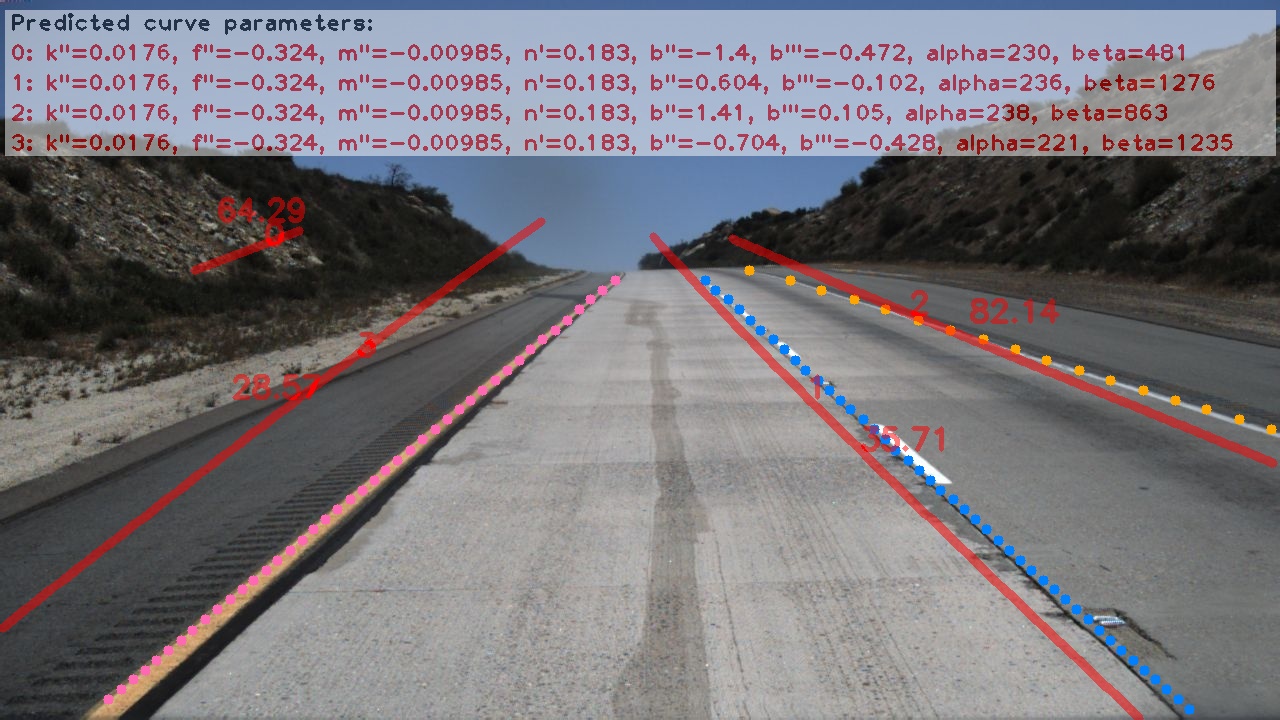 Predicted curve parameters:
0: k''=0.0176, f''=−0.324, m''=−0.00985, n'=0.183, b''=−1.4, b'''=−0.472, alpha=230, beta=481
1: k''=0.0176, f''=−0.324, m''=−0.00985, n'=0.183, b''=0.604, b'''=−0.102, alpha=236, beta=1276
2: k''=0.0176, f''=−0.324, m''=−0.00985, n'=0.183, b''=1.41, b'''=0.105, alpha=238, beta=863
3: k''=0.0176, f''=−0.324, m''=−0.00985, n'=0.183, b''=−0.704, b'''=−0.428, alpha=221, beta=1235
64.29
0
2 82.14
3
28.57
1
35.71